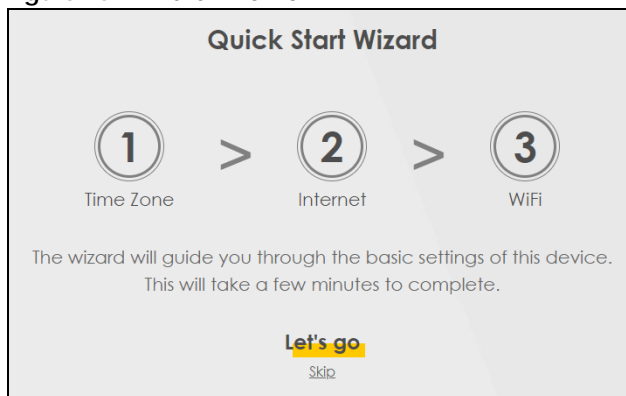 Quick Start Wizard
1 > 2 > 3
Time Zone Internet WiFi
The wizard will guide you through the basic settings of this device.
This will take a few minutes to complete.
Let's go
Skip